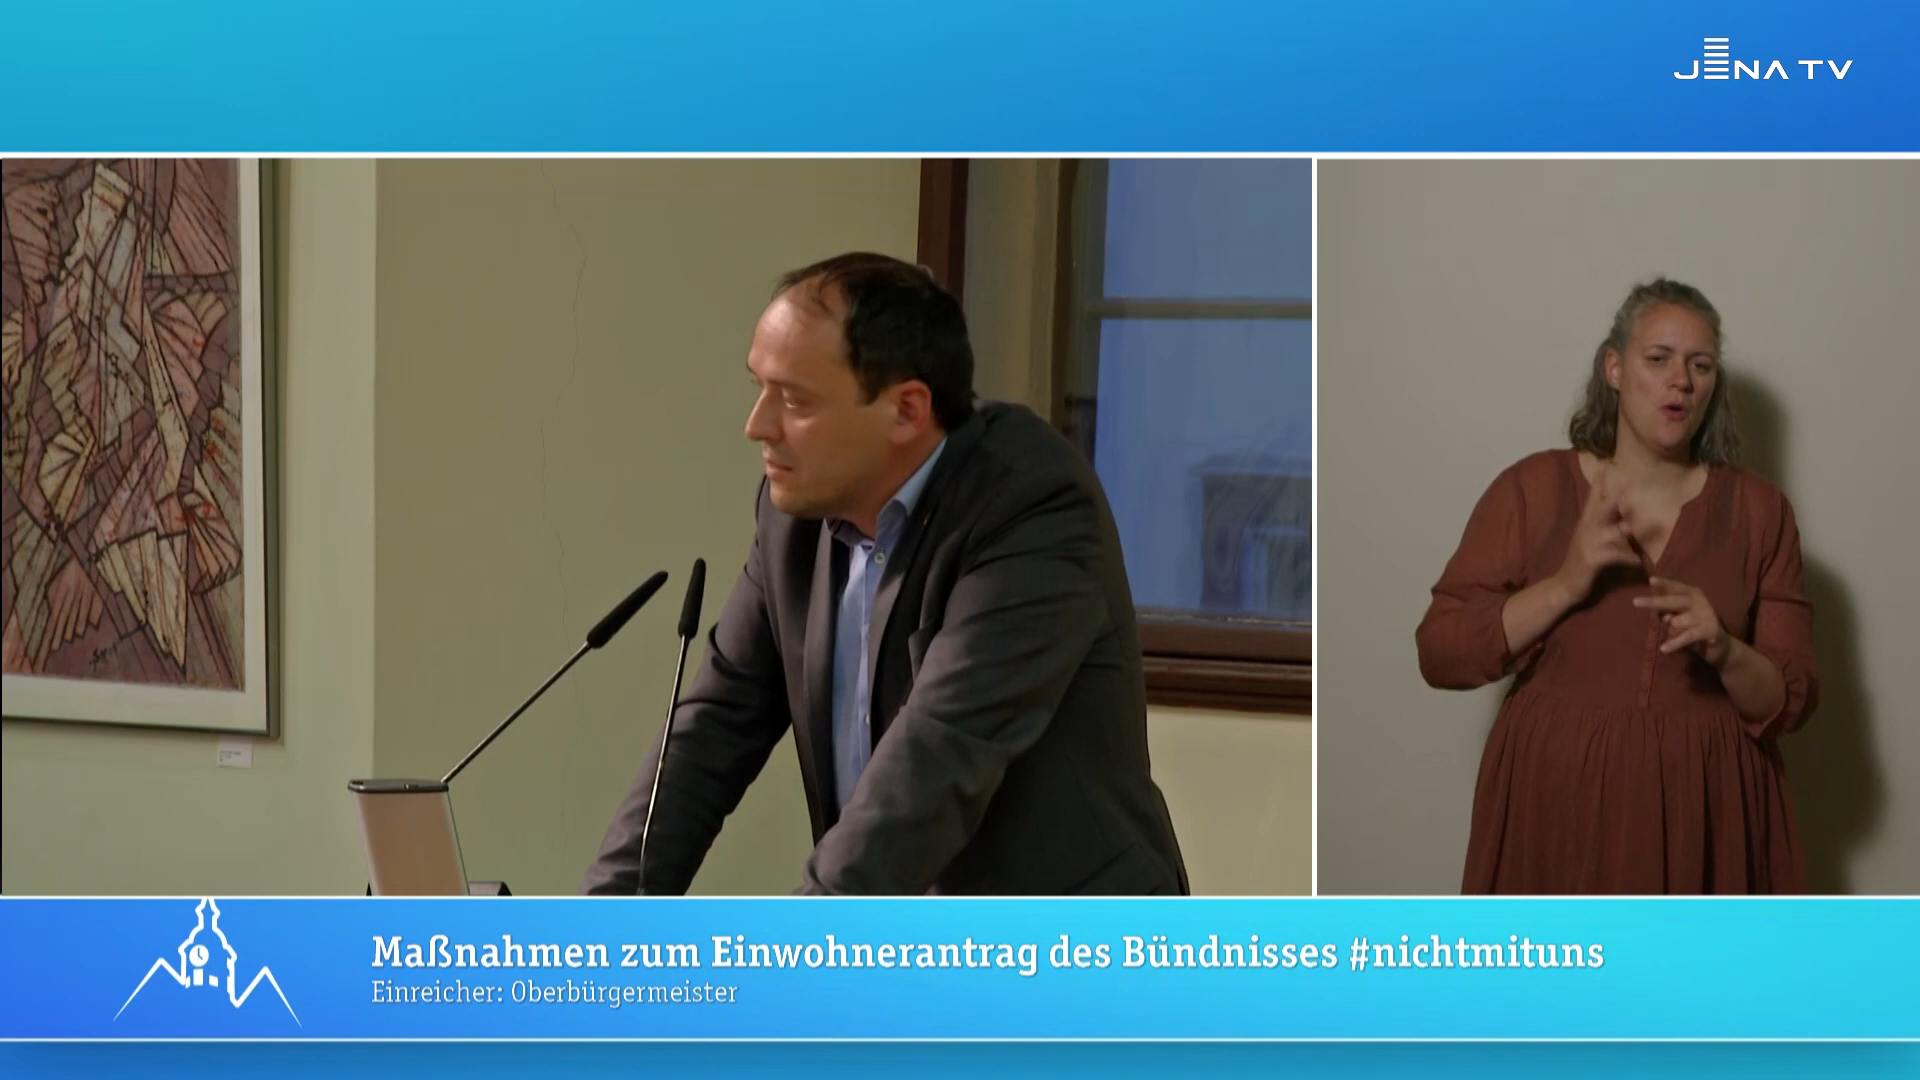 JENA TV
Maßnahmen zum Einwohnerantrag des Bündnisses #nichtmituns
Einreicher: Oberbürgermeister